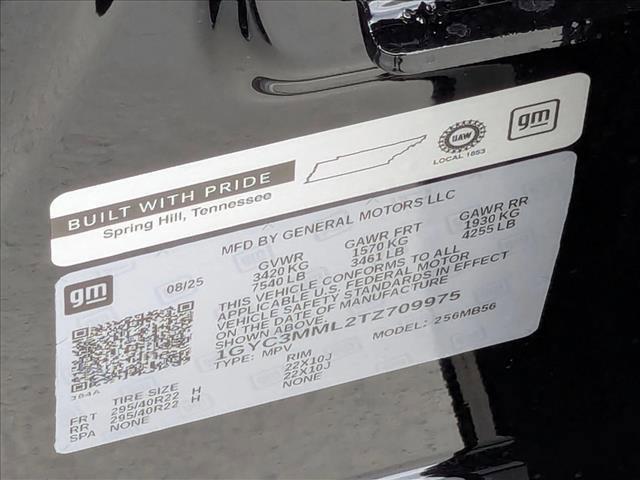 BUILT WITH PRIDE
Spring Hill, Tennessee
UAW
LOCAL 1853
gm
gm
08/25
MFD BY GENERAL MOTORS LLC
GVWR GAWR FRT GAWR RR
3420 KG 1570 KG 1930 KG
7540 LB 3461 LB 4255 LB
THIS VEHICLE CONFORMS TO ALL
APPLICABLE U.S. FEDERAL MOTOR
VEHICLE SAFETY STANDARDS IN EFFECT
ON THE DATE OF MANUFACTURE
SHOWN ABOVE.
1GYC3MML2TZ709975
TYPE: MPV MODEL: 256MB56
384A
TIRE SIZE RIM
FRT 295/40R22 H 22X10J
RR 295/40R22 H 22X10J
SPA NONE NONE